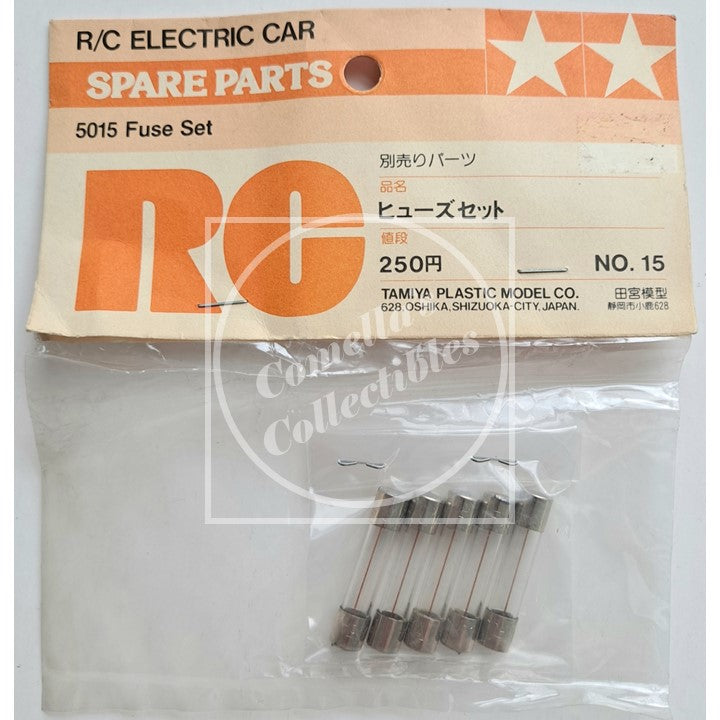 R/C ELECTRIC CAR
SPARE PARTS
5015 Fuse Set
RC
別売りパーツ
品名
ヒューズセット
値段
250円
NO. 15
TAMIYA PLASTIC MODEL CO.
628, OSHIKA, SHIZUOKA-CITY, JAPAN.
田宮模型
静岡市小鹿628
Comellar
Collectibles